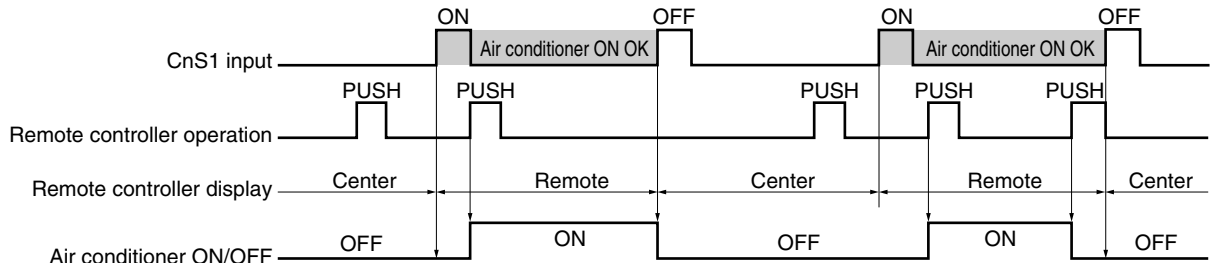 ON OFF ON OFF
CnS1 input Air conditioner ON OK Air conditioner ON OK
PUSH PUSH PUSH PUSH PUSH
Remote controller operation
Remote controller display Center Remote Center Remote Center
Air conditioner ON/OFF OFF ON OFF ON OFF